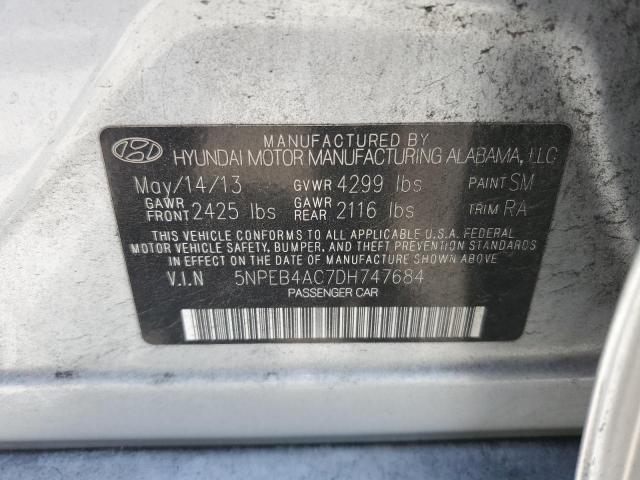 MANUFACTURED BY
HYUNDAI MOTOR MANUFACTURING ALABAMA, LLC
May/14/13 GVWR 4299 lbs PAINT SM
GAWR FRONT 2425 lbs GAWR REAR 2116 lbs TRIM RA
THIS VEHICLE CONFORMS TO ALL APPLICABLE U.S.A. FEDERAL
MOTOR VEHICLE SAFETY, BUMPER, AND THEFT PREVENTION STANDARDS
IN EFFECT ON THE DATE OF MANUFACTURE SHOWN ABOVE.
V.I.N 5NPEB4AC7DH747684
PASSENGER CAR